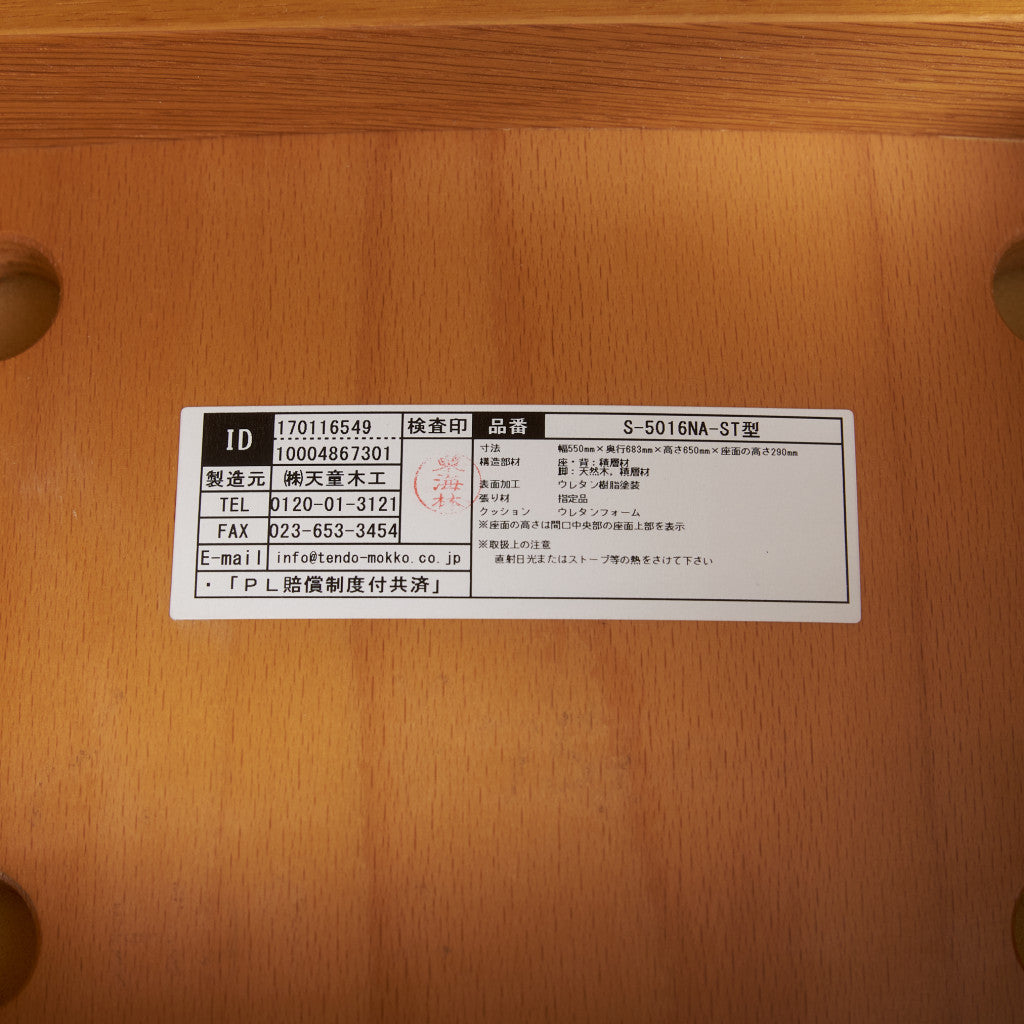 ID 170116549
10004867301
検査印
製造元 ㈱天童木工
TEL 0120-01-3121
FAX 023-653-3454
E-mail info@tendo-mokko.co.jp
・「PL賠償制度付共済」
東海林
品番 S-5016NA-ST型
寸法 幅550mm×奥行683mm×高さ650mm×座面の高さ290mm
構造部材 座・背：積層材
脚：天然木，積層材
表面加工 ウレタン樹脂塗装
張り材 指定品
クッション ウレタンフォーム
※座面の高さは間口中央部の座面上部を表示
※取扱上の注意
直射日光またはストーブ等の熱をさけて下さい